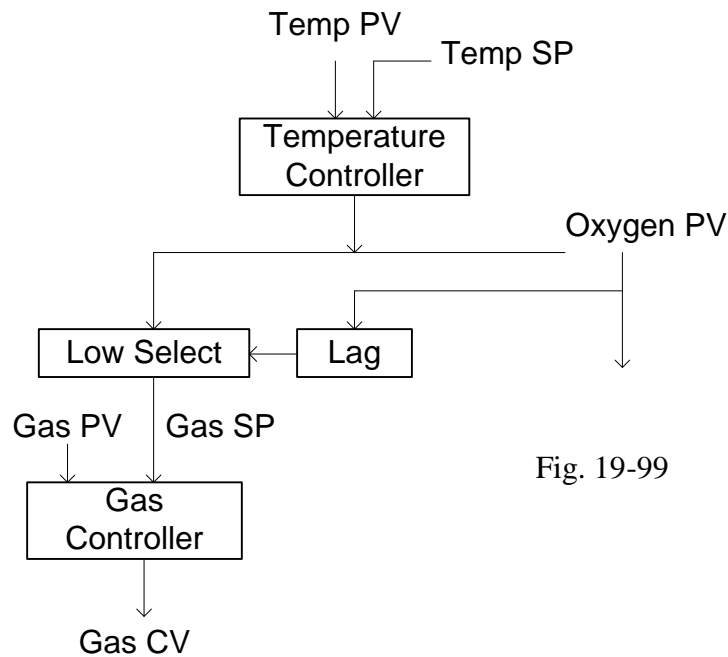 Temp PV
Temp SP
Temperature
Controller
Oxygen PV
Low Select
Lag
Gas PV
Gas SP
Fig. 19-99
Gas
Controller
Gas CV